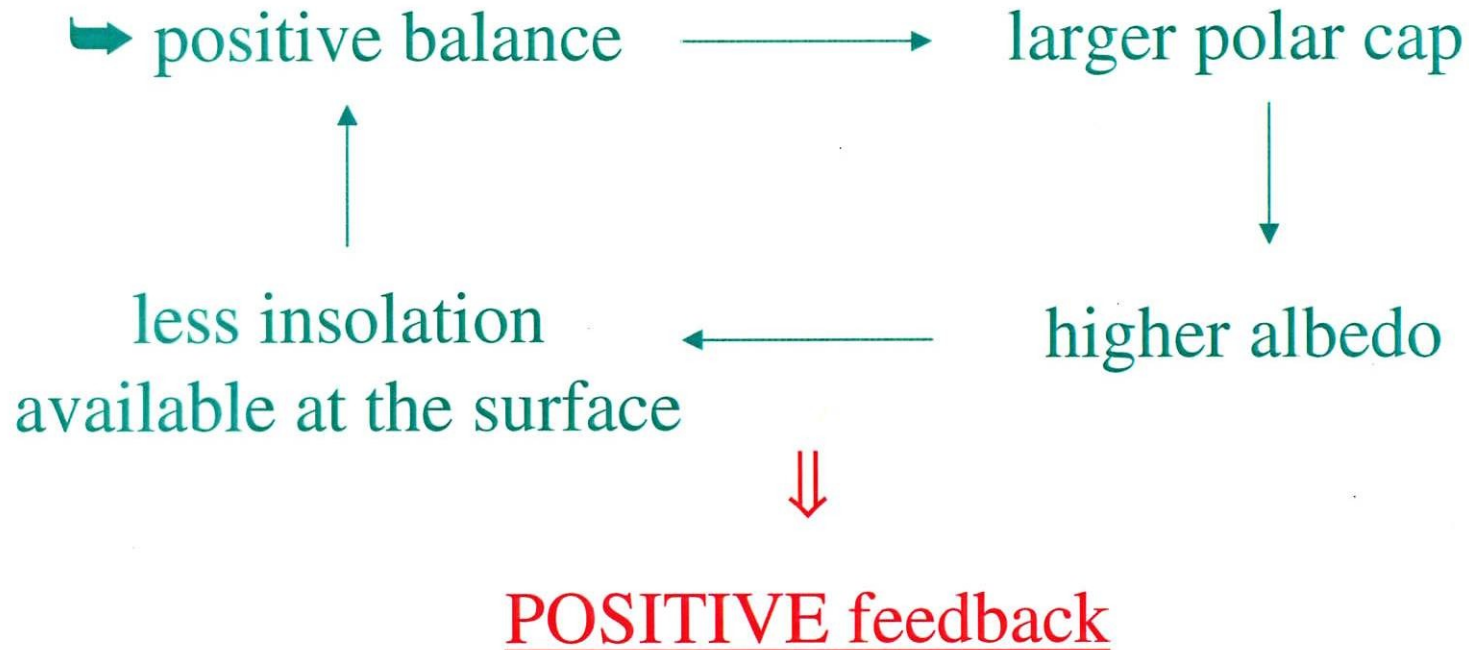 positive balance
larger polar cap
less insolation
available at the surface
higher albedo
POSITIVE feedback